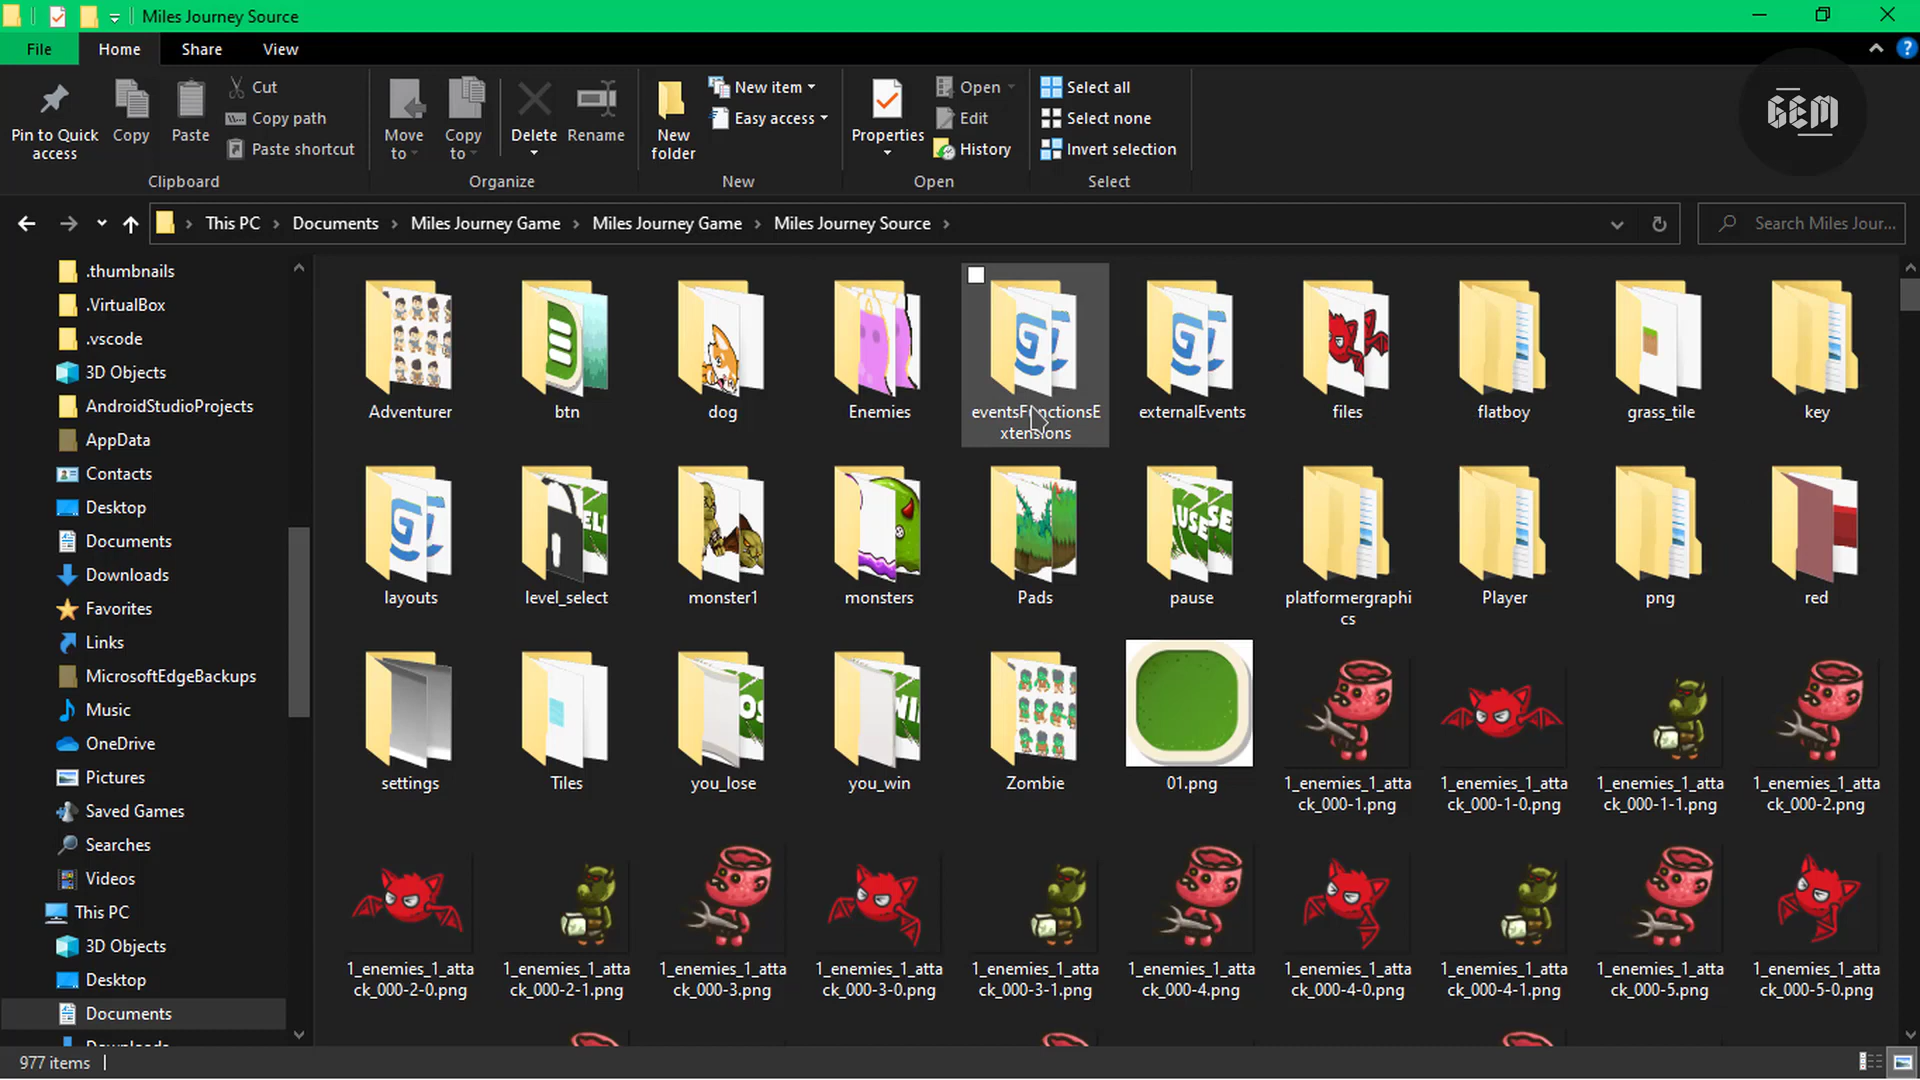 Miles Journey Source
File Home Share View
Pin to Quick access
Copy
Paste
Cut
Copy path
Paste shortcut
Move to
Copy to
Delete
Rename
New folder
New item
Easy access
Properties
Open
Edit
History
Select all
Select none
Invert selection
GEM
Clipboard Organize New Open Select
This PC > Documents > Miles Journey Game > Miles Journey Game > Miles Journey Source >
Search Miles Jour...
.thumbnails
.VirtualBox
.vscode
3D Objects
AndroidStudioProjects
AppData
Contacts
Desktop
Documents
Downloads
Favorites
Links
MicrosoftEdgeBackups
Music
OneDrive
Pictures
Saved Games
Searches
Videos
This PC
3D Objects
Desktop
Documents
Downloads
Adventurer
btn
dog
Enemies
eventsFunctionsE
xtensions
externalEvents
files
flatboy
grass_tile
key
layouts
level_select
monster1
monsters
Pads
pause
platformergraphi
cs
Player
png
red
settings
Tiles
you_lose
you_win
Zombie
01.png
1_enemies_1_atta
ck_000-1.png
1_enemies_1_atta
ck_000-1-0.png
1_enemies_1_atta
ck_000-1-1.png
1_enemies_1_atta
ck_000-2.png
1_enemies_1_atta
ck_000-2-0.png
1_enemies_1_atta
ck_000-2-1.png
1_enemies_1_atta
ck_000-3.png
1_enemies_1_atta
ck_000-3-0.png
1_enemies_1_atta
ck_000-3-1.png
1_enemies_1_atta
ck_000-4.png
1_enemies_1_atta
ck_000-4-0.png
1_enemies_1_atta
ck_000-4-1.png
1_enemies_1_atta
ck_000-5.png
1_enemies_1_atta
ck_000-5-0.png
977 items